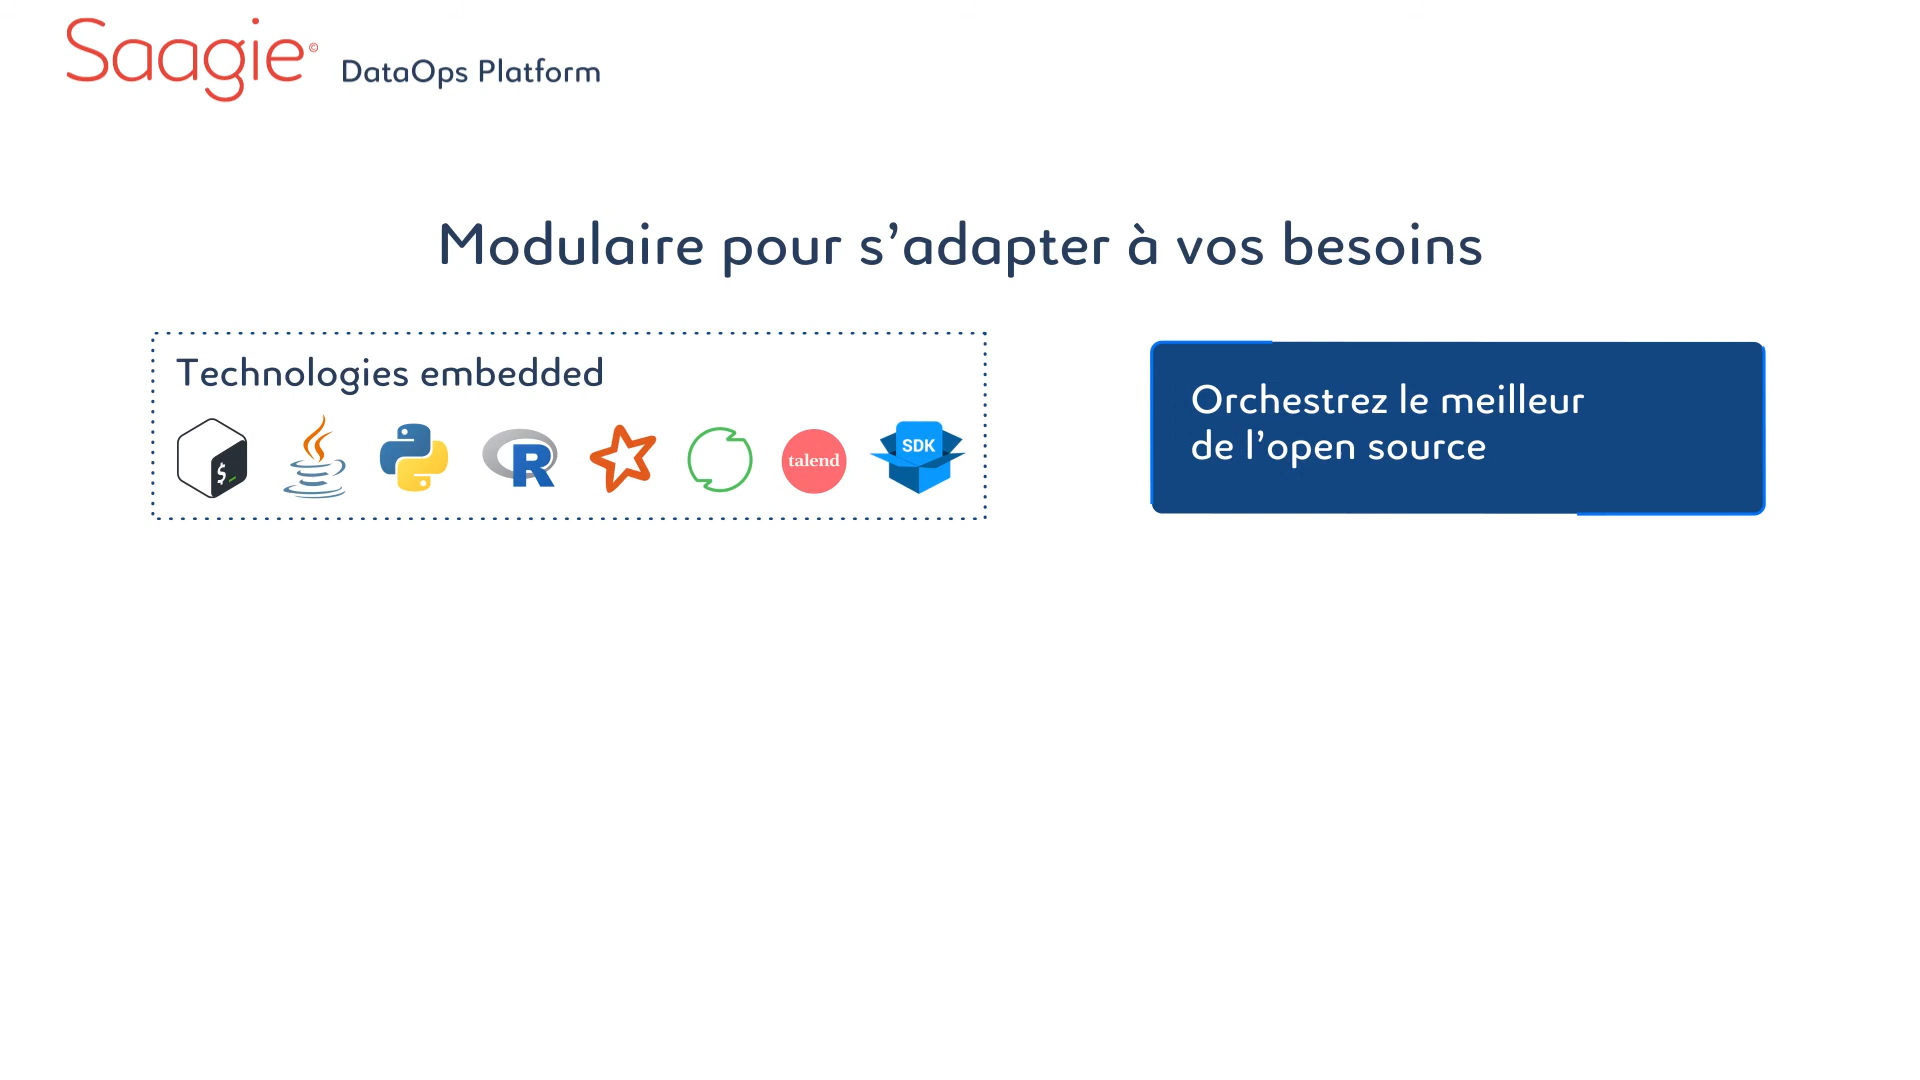 Saagie©
DataOps Platform
Modulaire pour s’adapter à vos besoins
Technologies embedded
$_
R
talend
SDK
Orchestrez le meilleur
de l’open source